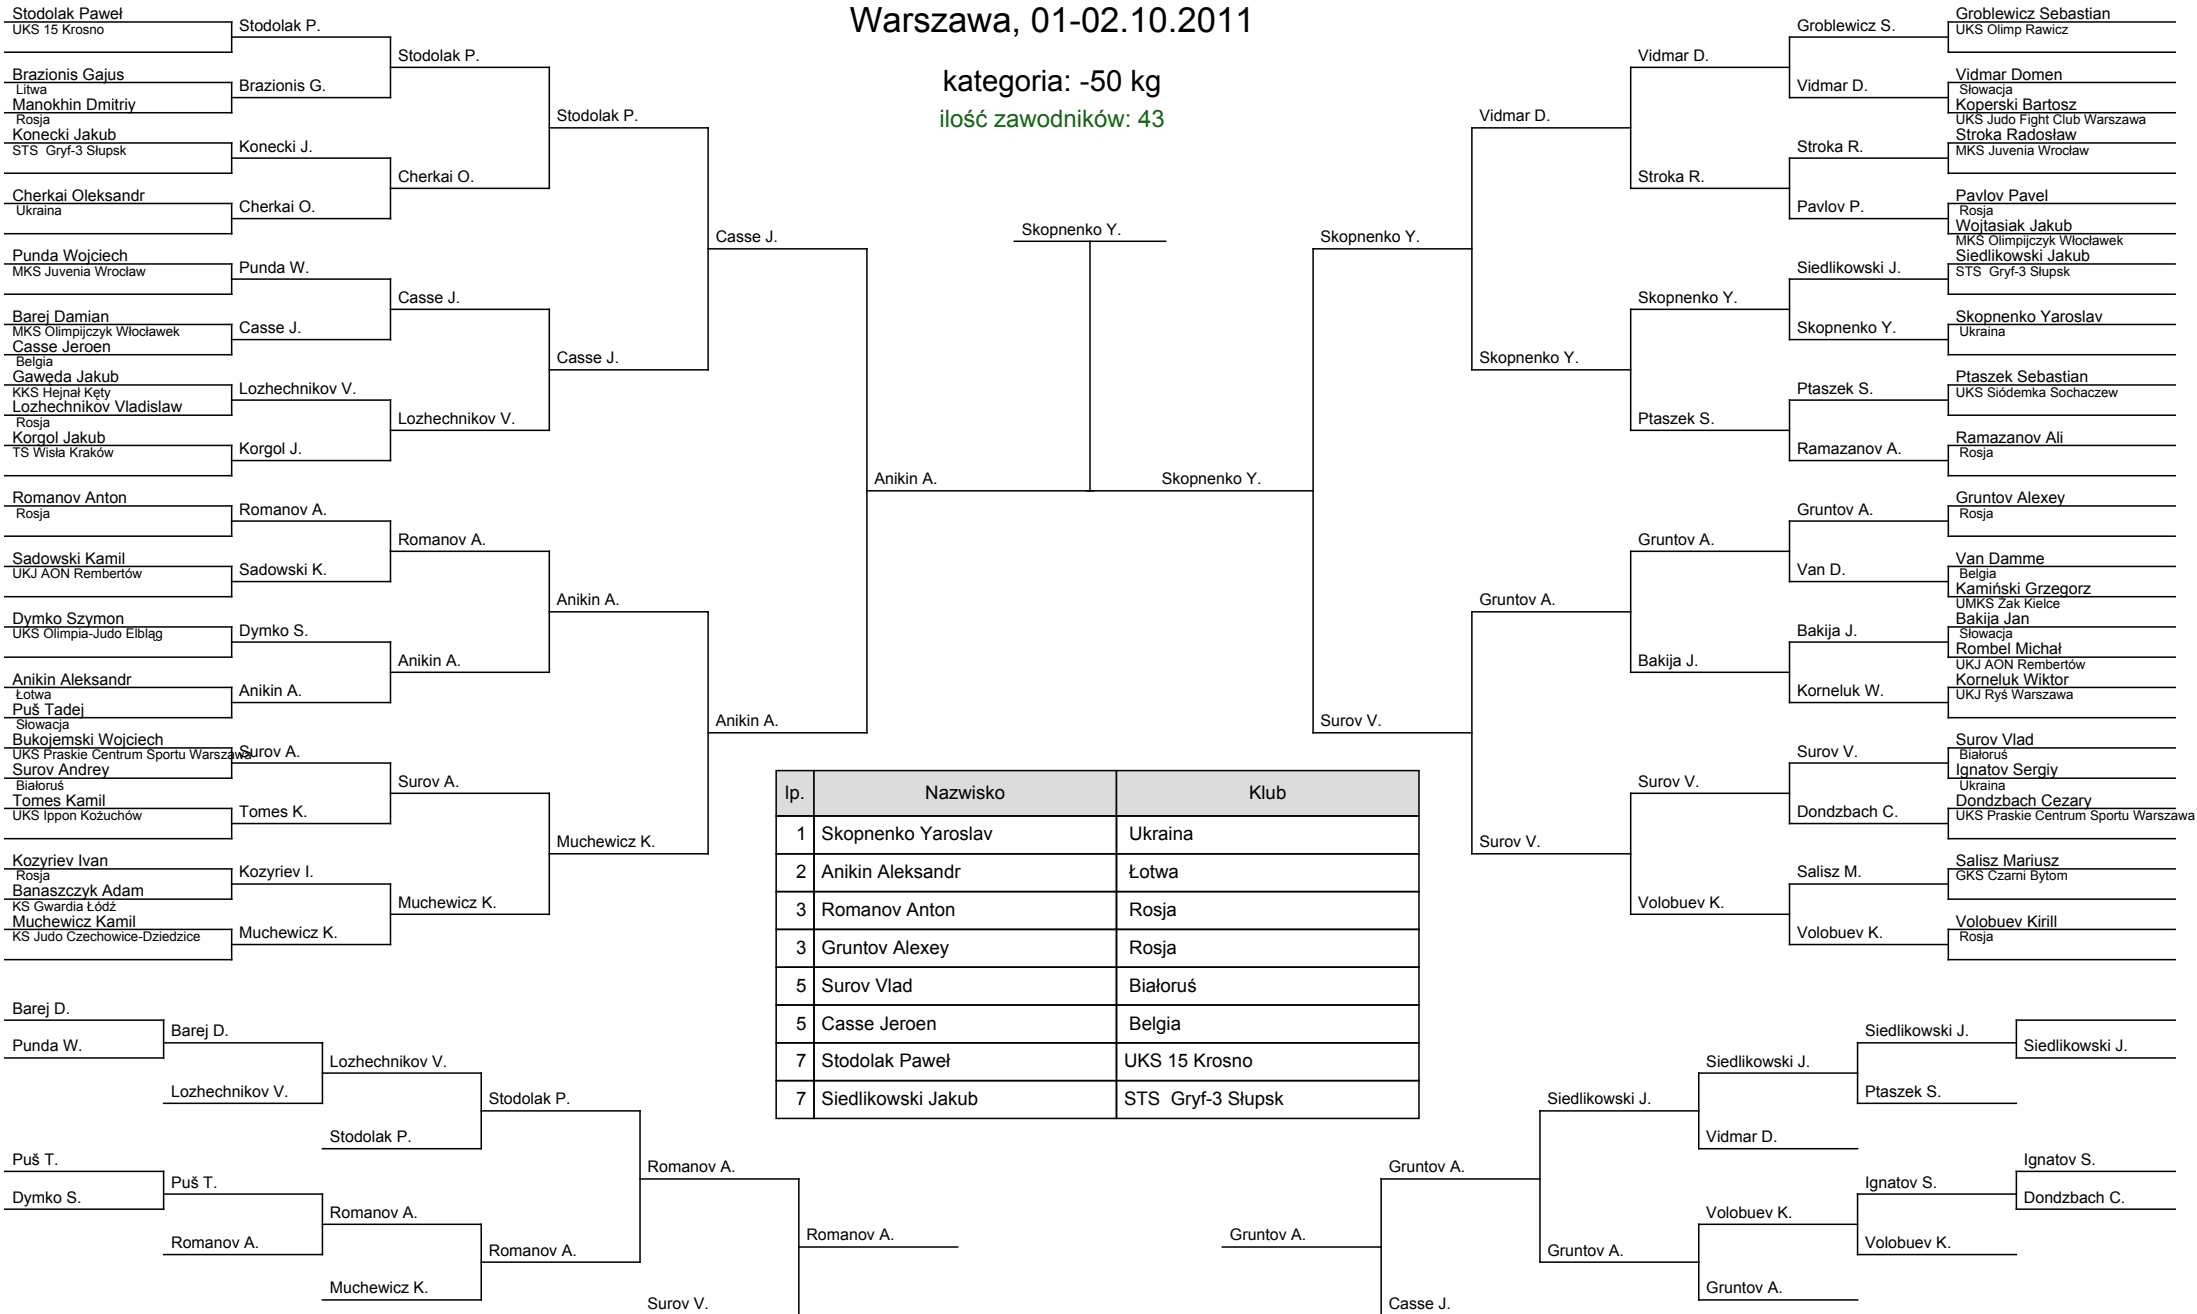 Warszawa, 01-02.10.2011
kategoria: -50 kg
ilość zawodników: 43
Stodolak Paweł
UKS 15 Krosno
Brazionis Gajus
Litwa
Manokhin Dmitriy
Rosja
Konecki Jakub
STS Gryf-3 Słupsk
Cherkai Oleksandr
Ukraina
Punda Wojciech
MKS Juvenia Wrocław
Barej Damian
MKS Olimpijczyk Włocławek
Casse Jeroen
Belgia
Gawęda Jakub
KKS Hejnał Kęty
Lozhechnikov Vladislaw
Rosja
Korgol Jakub
TS Wisła Kraków
Romanov Anton
Rosja
Sadowski Kamil
UKJ AON Rembertów
Dymko Szymon
UKS Olimpia-Judo Elbląg
Anikin Aleksandr
Łotwa
Puš Tadej
Słowacja
Bukojemski Wojciech
UKS Praskie Centrum Sportu Warszawa
Surov Andrey
Białoruś
Tomes Kamil
UKS Ippon Kożuchów
Kozyriev Ivan
Rosja
Banaszczyk Adam
KS Gwardia Łódź
Muchewicz Kamil
KS Judo Czechowice-Dziedzice
Stodolak P.
Brazionis G.
Konecki J.
Cherkai O.
Punda W.
Casse J.
Lozhechnikov V.
Korgol J.
Romanov A.
Sadowski K.
Dymko S.
Anikin A.
Surov A.
Tomes K.
Kozyriev I.
Muchewicz K.
Stodolak P.
Cherkai O.
Casse J.
Lozhechnikov V.
Romanov A.
Anikin A.
Surov A.
Muchewicz K.
Stodolak P.
Casse J.
Anikin A.
Muchewicz K.
Casse J.
Anikin A.
Anikin A.
Skopnenko Y.
Skopnenko Y.
Skopnenko Y.
Surov V.
Vidmar D.
Skopnenko Y.
Gruntov A.
Surov V.
Vidmar D.
Stroka R.
Skopnenko Y.
Ptaszek S.
Gruntov A.
Bakija J.
Surov V.
Volobuev K.
Groblewicz S.
Vidmar D.
Stroka R.
Pavlov P.
Siedlikowski J.
Skopnenko Y.
Ptaszek S.
Ramazanov A.
Gruntov A.
Van D.
Bakija J.
Korneluk W.
Surov V.
Dondzbach C.
Salisz M.
Volobuev K.
Groblewicz Sebastian
UKS Olimp Rawicz
Vidmar Domen
Słowacja
Koperski Bartosz
UKS Judo Fight Club Warszawa
Stroka Radosław
MKS Juvenia Wrocław
Pavlov Pavel
Rosja
Wojtasiak Jakub
MKS Olimpijczyk Włocławek
Siedlikowski Jakub
STS Gryf-3 Słupsk
Skopnenko Yaroslav
Ukraina
Ptaszek Sebastian
UKS Siódemka Sochaczew
Ramazanov Ali
Rosja
Gruntov Alexey
Rosja
Van Damme
Belgia
Kamiński Grzegorz
UMKS Żak Kielce
Bakija Jan
Słowacja
Rombel Michał
UKJ AON Rembertów
Korneluk Wiktor
UKJ Ryś Warszawa
Surov Vlad
Białoruś
Ignatov Sergiy
Ukraina
Dondzbach Cezary
UKS Praskie Centrum Sportu Warszawa
Salisz Mariusz
GKS Czarni Bytom
Volobuev Kirill
Rosja
lp. Nazwisko Klub
1 Skopnenko Yaroslav Ukraina
2 Anikin Aleksandr Łotwa
3 Romanov Anton Rosja
3 Gruntov Alexey Rosja
5 Surov Vlad Białoruś
5 Casse Jeroen Belgia
7 Stodolak Paweł UKS 15 Krosno
7 Siedlikowski Jakub STS Gryf-3 Słupsk
Barej D.
Punda W.
Puš T.
Dymko S.
Barej D.
Lozhechnikov V.
Puš T.
Romanov A.
Lozhechnikov V.
Stodolak P.
Romanov A.
Muchewicz K.
Stodolak P.
Romanov A.
Romanov A.
Surov V.
Romanov A.
Gruntov A.
Gruntov A.
Casse J.
Siedlikowski J.
Gruntov A.
Siedlikowski J.
Vidmar D.
Volobuev K.
Gruntov A.
Siedlikowski J.
Ptaszek S.
Ignatov S.
Volobuev K.
Siedlikowski J.
Ignatov S.
Dondzbach C.